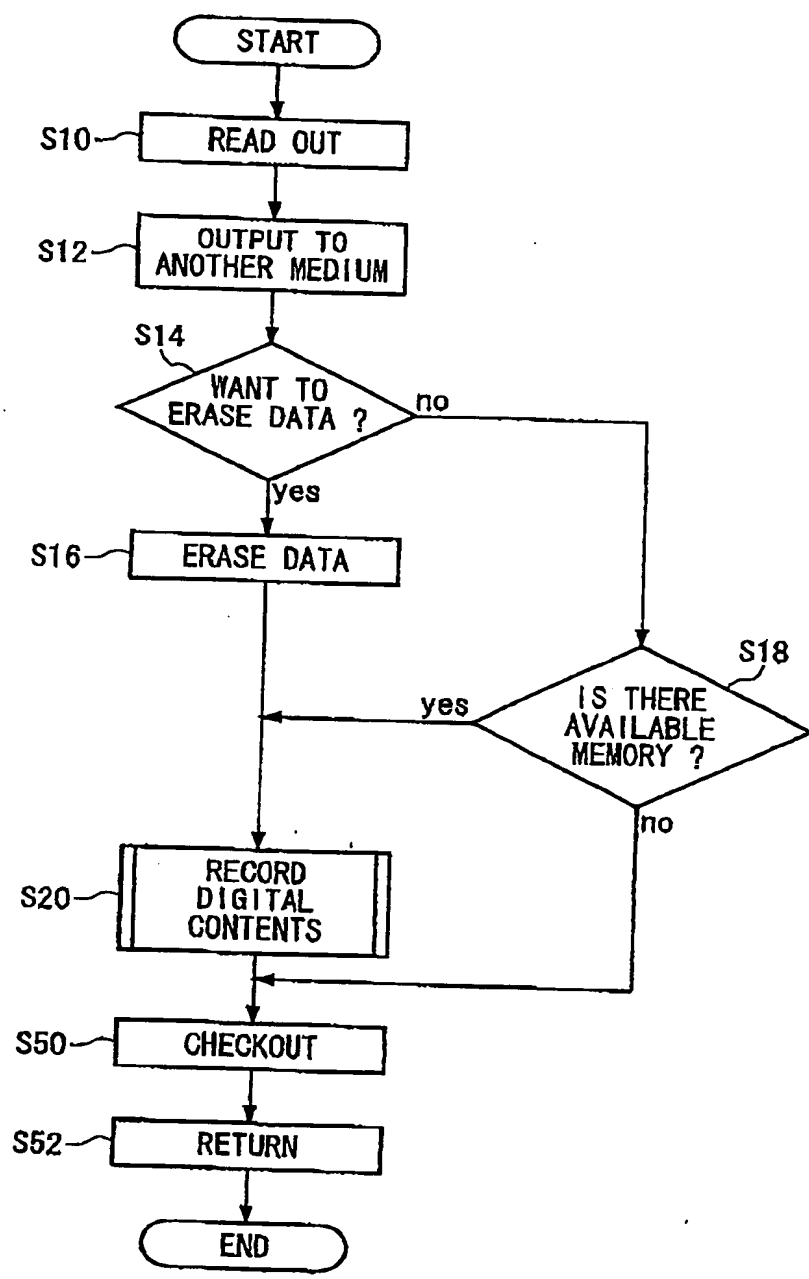 START
S10
READ OUT
S12
OUTPUT TO
ANOTHER MEDIUM
S14
WANT TO
ERASE DATA ?
no
yes
S16
ERASE DATA
S18
IS THERE
AVAILABLE
MEMORY ?
yes
no
S20
RECORD
DIGITAL
CONTENTS
S50
CHECKOUT
S52
RETURN
END